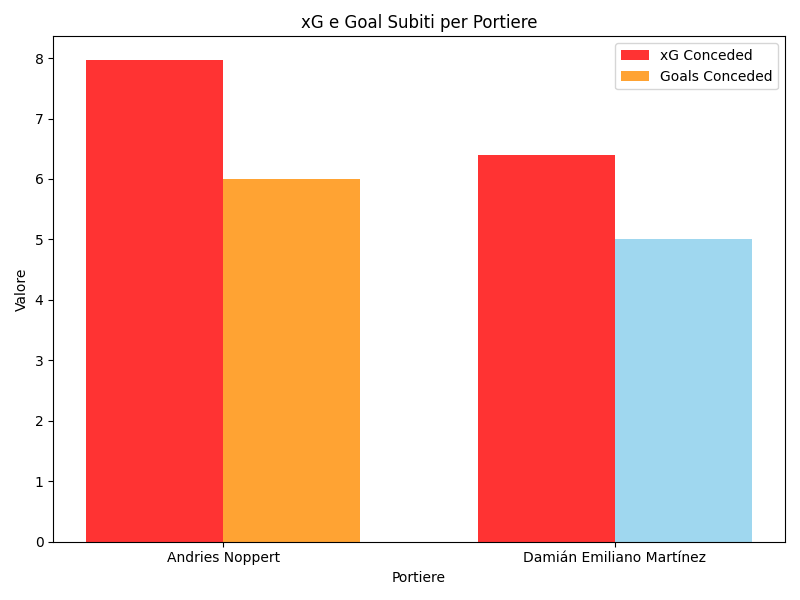 xG e Goal Subiti per Portiere
xG Conceded
Goals Conceded
Valore
8
7
6
5
4
3
2
1
0
Andries Noppert
Damián Emiliano Martínez
Portiere